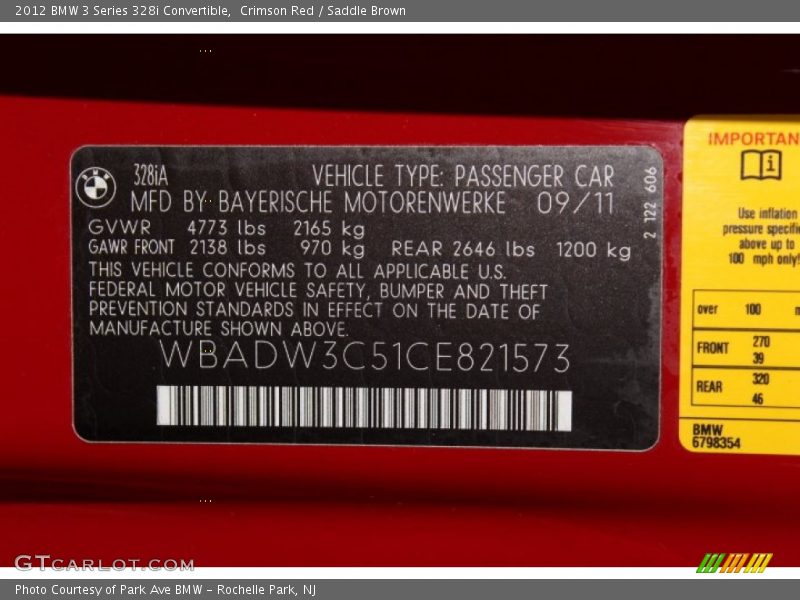 2012 BMW 3 Series 328i Convertible, Crimson Red / Saddle Brown
BMW
328iA VEHICLE TYPE: PASSENGER CAR
MFD BY BAYERISCHE MOTORENWERKE 09/11
GVWR 4773 lbs 2165 kg
GAWR FRONT 2138 lbs 970 kg REAR 2646 lbs 1200 kg
THIS VEHICLE CONFORMS TO ALL APPLICABLE U.S.
FEDERAL MOTOR VEHICLE SAFETY, BUMPER AND THEFT
PREVENTION STANDARDS IN EFFECT ON THE DATE OF
MANUFACTURE SHOWN ABOVE.
WBADW3C51CE821573
2 122 606
IMPORTAN
Use inflation
pressure specifie
above up to
100 mph only!
over 100 m
FRONT 270
39
REAR 320
46
BMW
6798354
GTCARLOT.COM
Photo Courtesy of Park Ave BMW - Rochelle Park, NJ